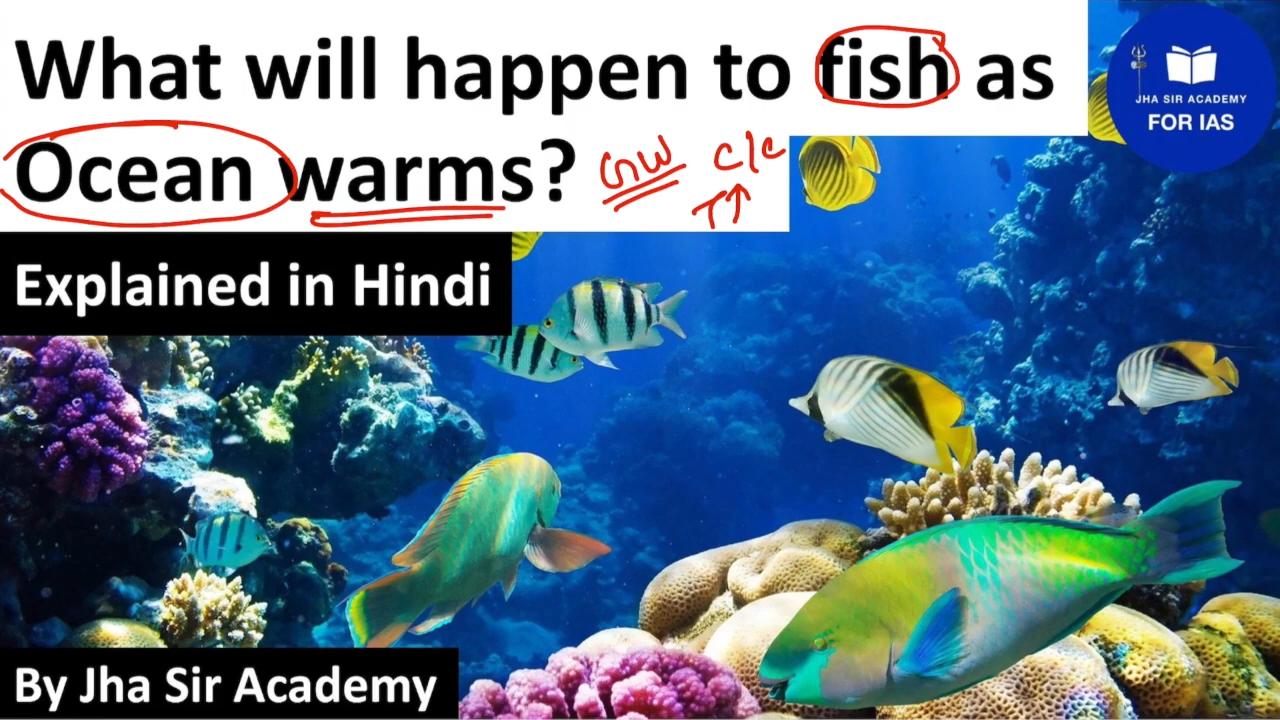 What will happen to fish as
Ocean warms?
GW C/C
T↑
Explained in Hindi
By Jha Sir Academy
JHA SIR ACADEMY
FOR IAS